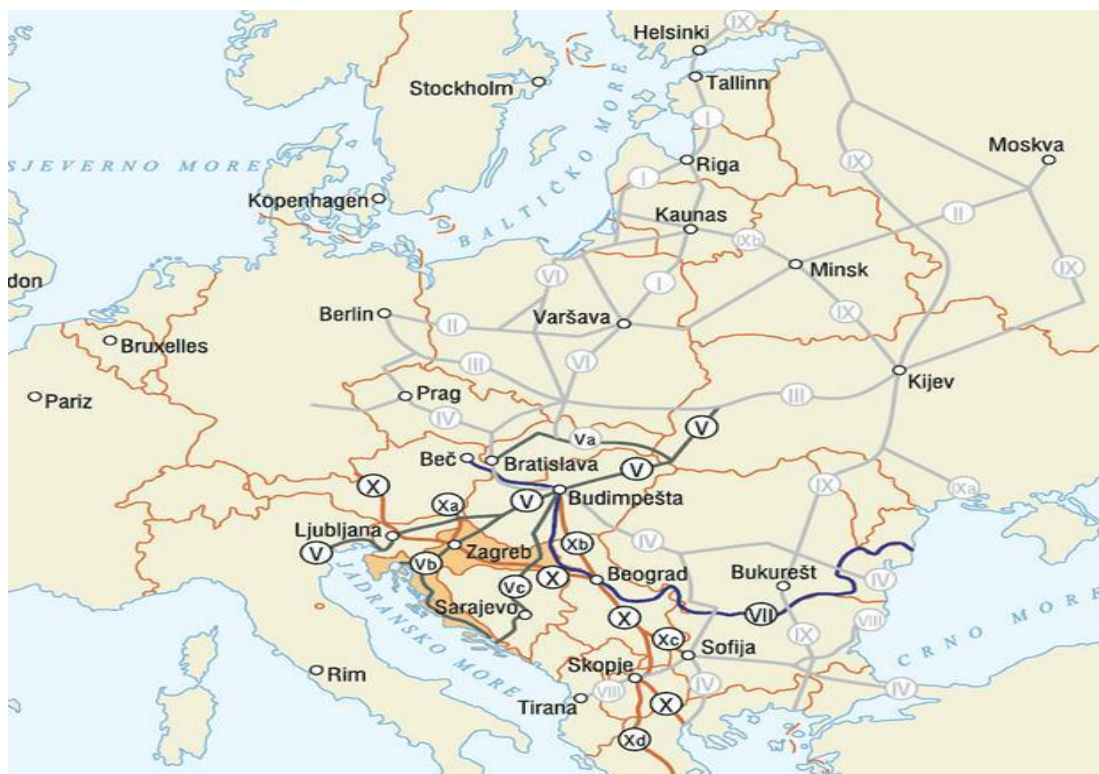 Helsinki
IX
Stockholm
Tallinn
I
Moskva
SJEVERNO MORE
I
Riga
IX
Kopenhagen
BALTIČKO MORE
Kaunas
II
IXb
Minsk
IX
VI
I
don
Berlin
II
Varšava
IX
Bruxelles
III
VI
Kijev
Pariz
Prag
IV
III
V
Va
Beč
Bratislava
V
X
Budimpešta
IX
IXa
Xa
V
Ljubljana
V
Zagreb
Xb
IV
Vb
X
Beograd
Bukurešt
IV
Vc
JADRANSKO MORE
Sarajevo
X
VII
VIII
Xc
Sofija
IX
CRNO MORE
Rim
Skopje
VIII
IV
IV
Tirana
X
Xd